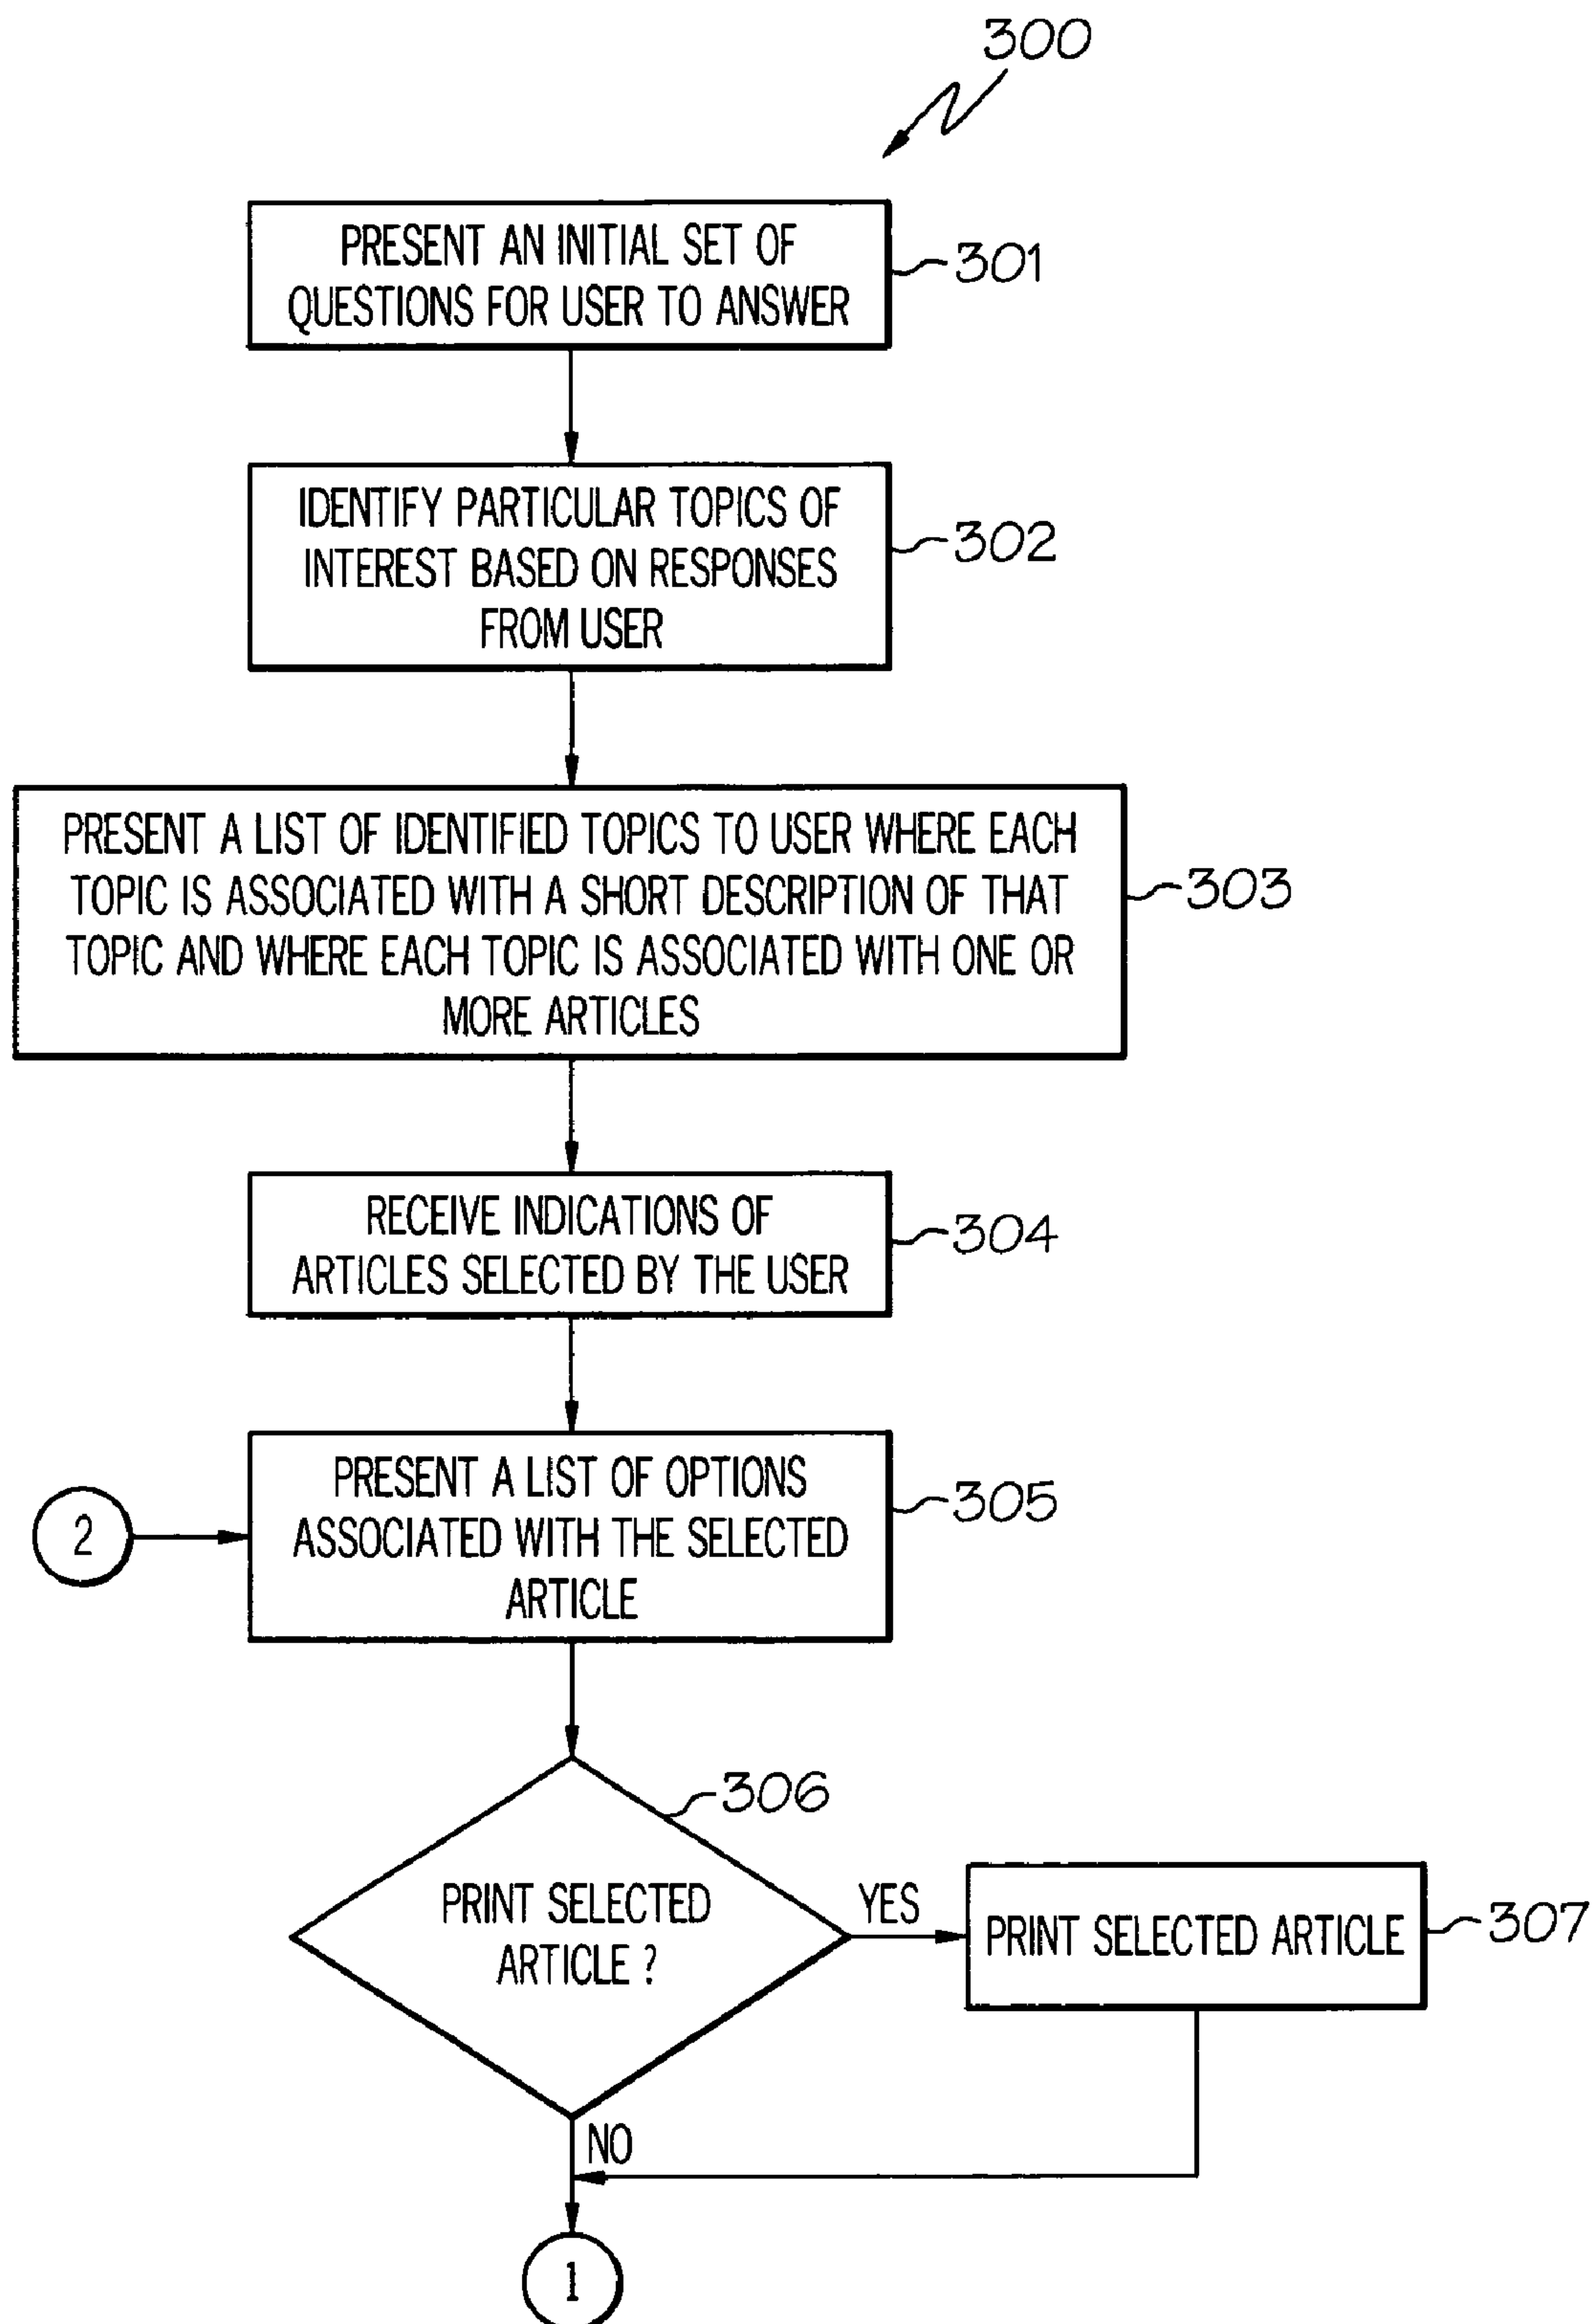 300
PRESENT AN INITIAL SET OF
QUESTIONS FOR USER TO ANSWER
301
IDENTIFY PARTICULAR TOPICS OF
INTEREST BASED ON RESPONSES
FROM USER
302
PRESENT A LIST OF IDENTIFIED TOPICS TO USER WHERE EACH
TOPIC IS ASSOCIATED WITH A SHORT DESCRIPTION OF THAT
TOPIC AND WHERE EACH TOPIC IS ASSOCIATED WITH ONE OR
MORE ARTICLES
303
RECEIVE INDICATIONS OF
ARTICLES SELECTED BY THE USER
304
2
PRESENT A LIST OF OPTIONS
ASSOCIATED WITH THE SELECTED
ARTICLE
305
306
PRINT SELECTED
ARTICLE ?
YES
PRINT SELECTED ARTICLE
307
NO
1